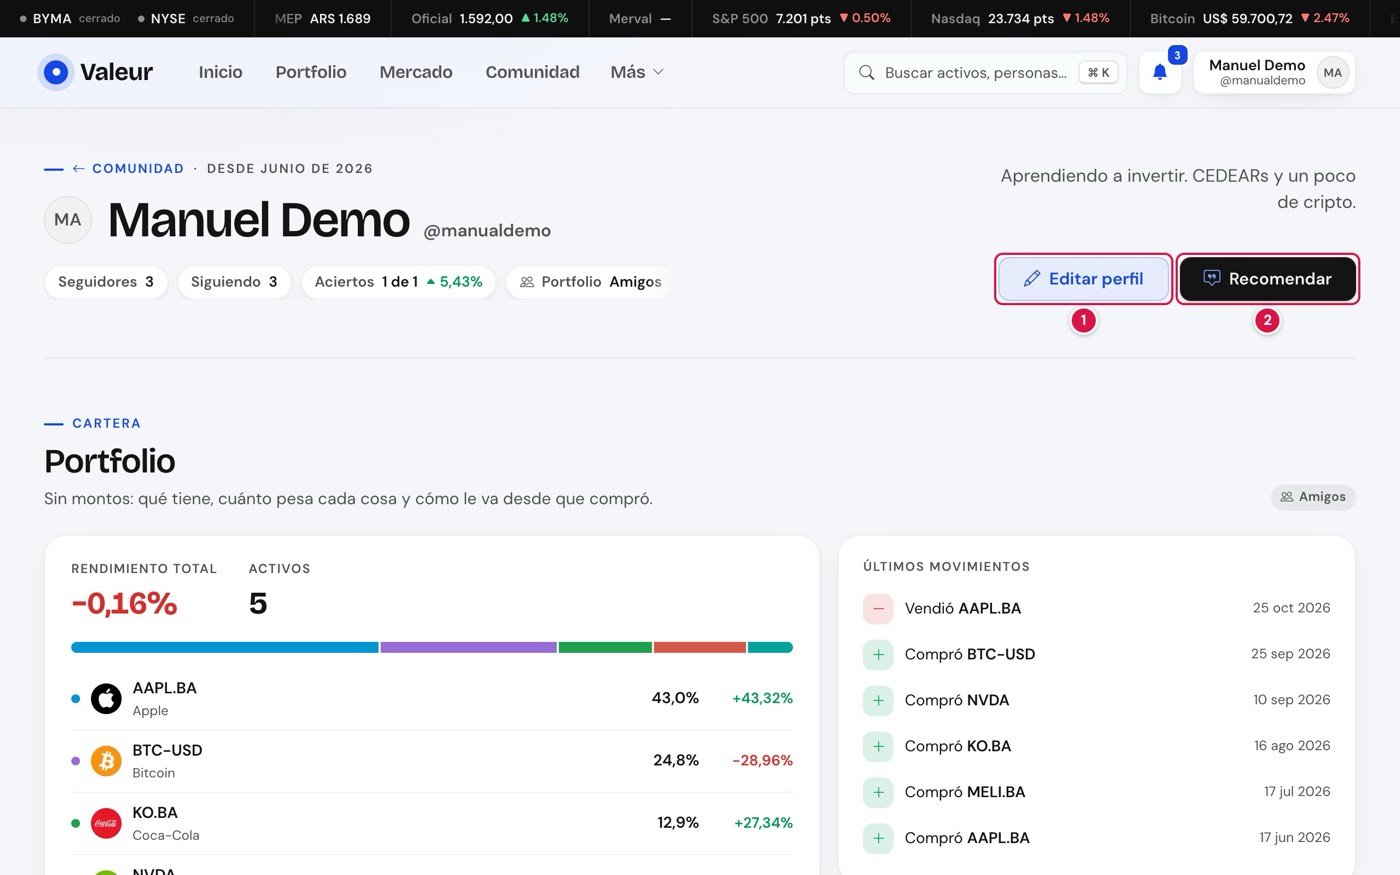 BYMA cerrado NYSE cerrado MEP ARS 1.689 Oficial 1.592,00 ▲ 1.48% Merval — S&P 500 7.201 pts ▼ 0.50% Nasdaq 23.734 pts ▼ 1.48% Bitcoin US$ 59.700,72 ▼ 2.47%
Valeur Inicio Portfolio Mercado Comunidad Más Buscar activos, personas... ⌘ K 3 Manuel Demo MA
@manualdemo
← COMUNIDAD · DESDE JUNIO DE 2026
Aprendiendo a invertir. CEDEARs y un poco
de cripto.
MA Manuel Demo @manualdemo
Seguidores 3 Siguiendo 3 Aciertos 1 de 1 ▲ 5,43% Portfolio Amigos
Editar perfil Recomendar
1 2
CARTERA
Portfolio
Sin montos: qué tiene, cuánto pesa cada cosa y cómo le va desde que compró.
Amigos
RENDIMIENTO TOTAL ACTIVOS
−0,16% 5
AAPL.BA
Apple
43,0% +43,32%
BTC-USD
Bitcoin
24,8% −28,96%
KO.BA
Coca-Cola
12,9% +27,34%
NVDA
ÚLTIMOS MOVIMIENTOS
Vendió AAPL.BA 25 oct 2026
Compró BTC-USD 25 sep 2026
Compró NVDA 10 sep 2026
Compró KO.BA 16 ago 2026
Compró MELI.BA 17 jul 2026
Compró AAPL.BA 17 jun 2026